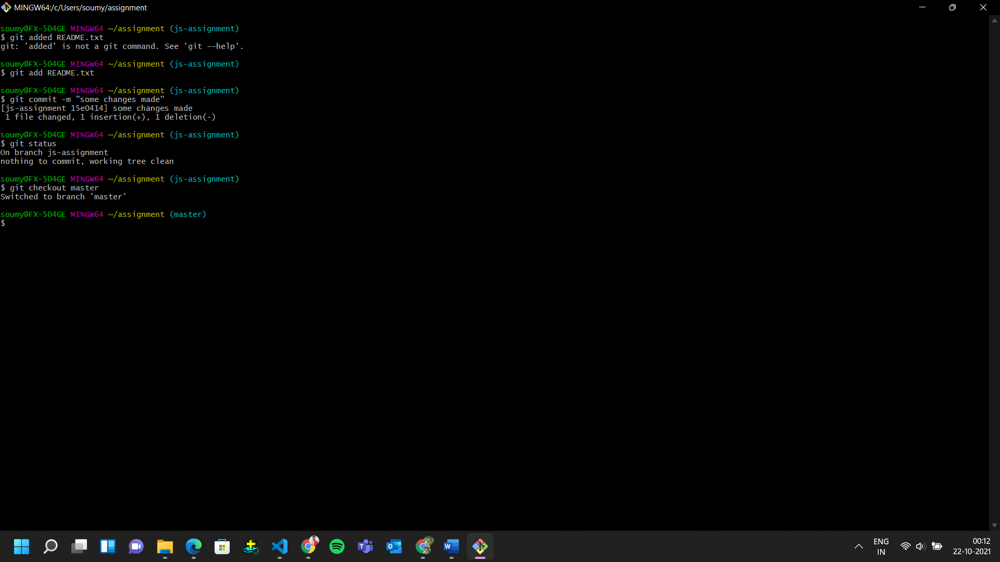 MINGW64:/c/Users/soumy/assignment
soumy@FX-504GE MINGW64 ~/assignment (js-assignment)
$ git added README.txt
git: 'added' is not a git command. See 'git --help'.
soumy@FX-504GE MINGW64 ~/assignment (js-assignment)
$ git add README.txt
soumy@FX-504GE MINGW64 ~/assignment (js-assignment)
$ git commit -m "some changes made"
[js-assignment 15e0414] some changes made
 1 file changed, 1 insertion(+), 1 deletion(-)
soumy@FX-504GE MINGW64 ~/assignment (js-assignment)
$ git status
On branch js-assignment
nothing to commit, working tree clean
soumy@FX-504GE MINGW64 ~/assignment (js-assignment)
$ git checkout master
Switched to branch 'master'
soumy@FX-504GE MINGW64 ~/assignment (master)
$
ENG
IN
00:12
22-10-2021